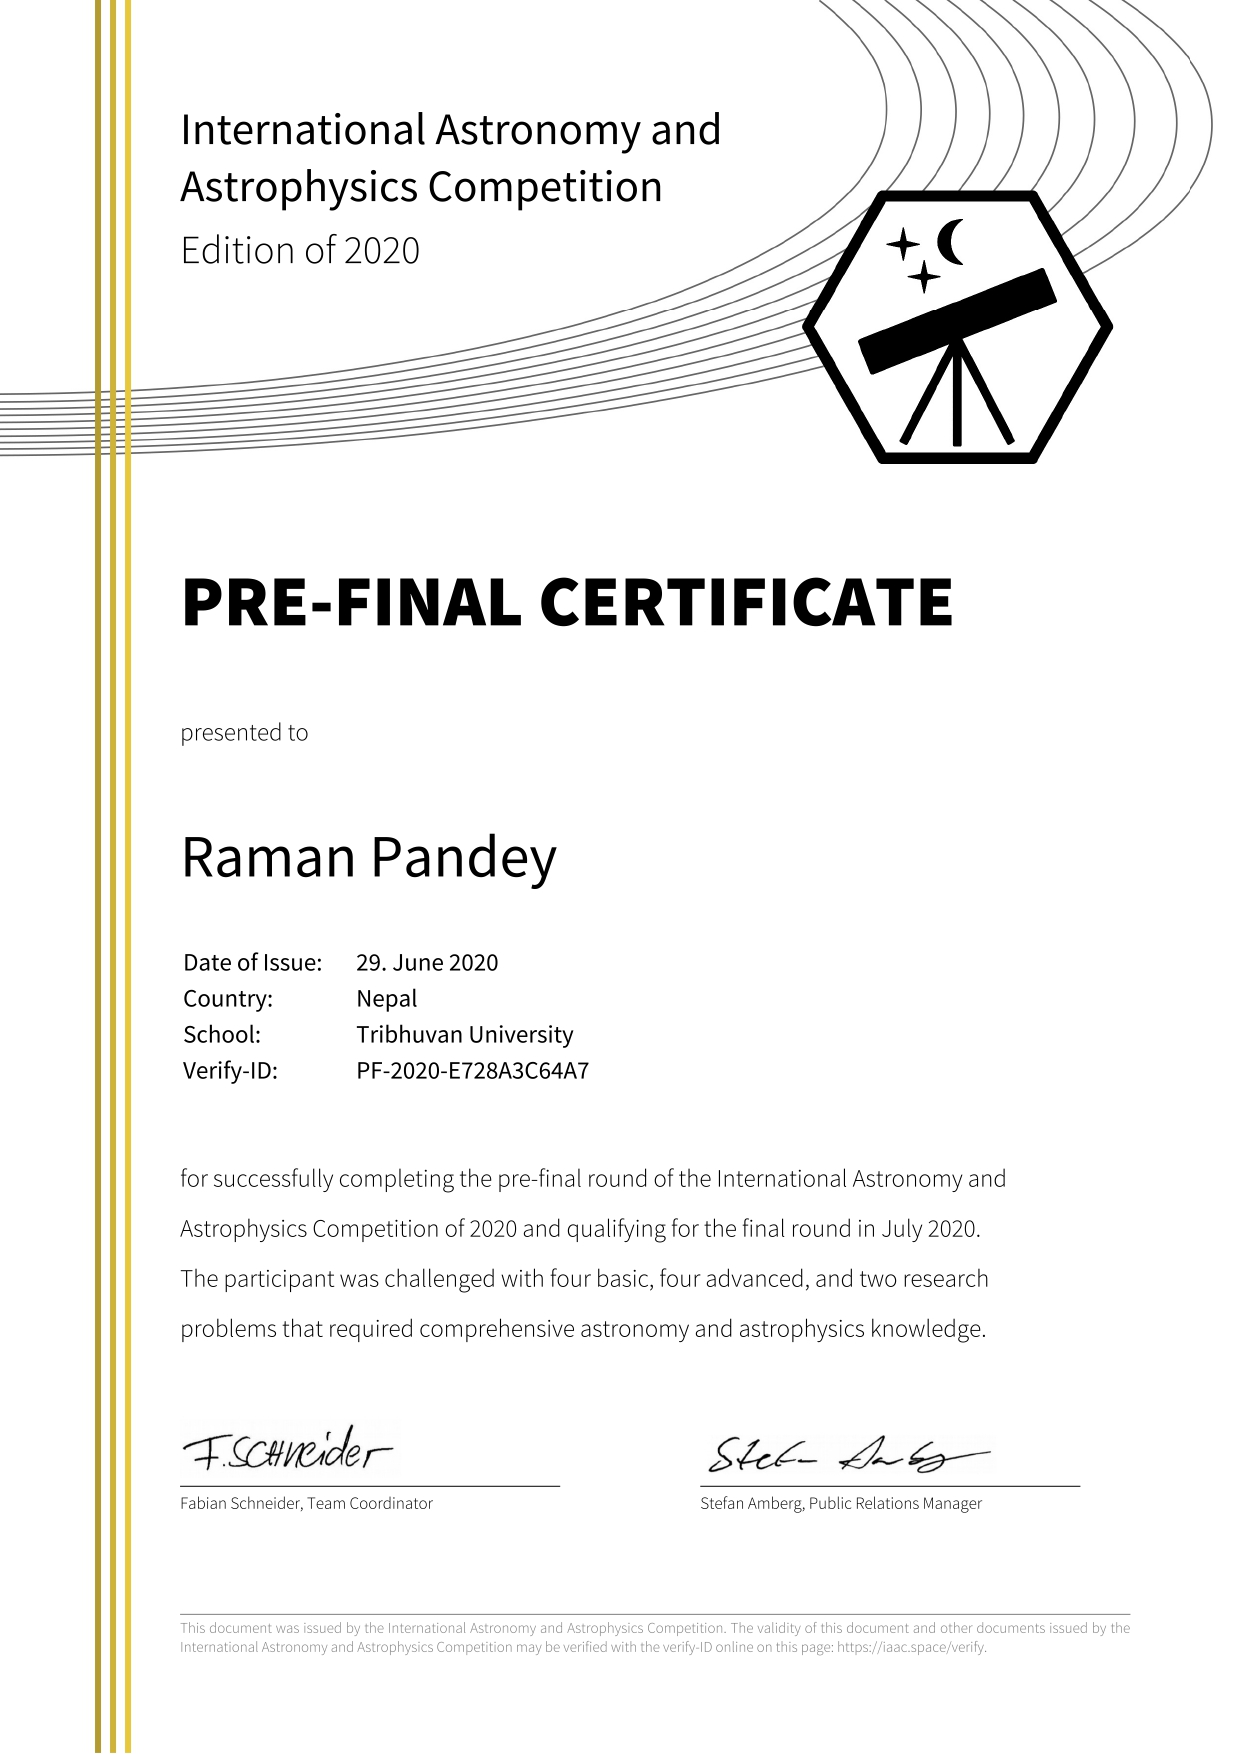 International Astronomy and
Astrophysics Competition
Edition of 2020
PRE-FINAL CERTIFICATE
presented to
Raman Pandey
Date of Issue: 29. June 2020
Country: Nepal
School: Tribhuvan University
Verify-ID: PF-2020-E728A3C64A7
for successfully completing the pre-final round of the International Astronomy and
Astrophysics Competition of 2020 and qualifying for the final round in July 2020.
The participant was challenged with four basic, four advanced, and two research
problems that required comprehensive astronomy and astrophysics knowledge.
F. Schneider Stefan Amberg
Fabian Schneider, Team Coordinator Stefan Amberg, Public Relations Manager
This document was issued by the International Astronomy and Astrophysics Competition. The validity of this document and other documents issued by the
International Astronomy and Astrophysics Competition may be verified with the verify-ID online on this page: https://iaac.space/verify.